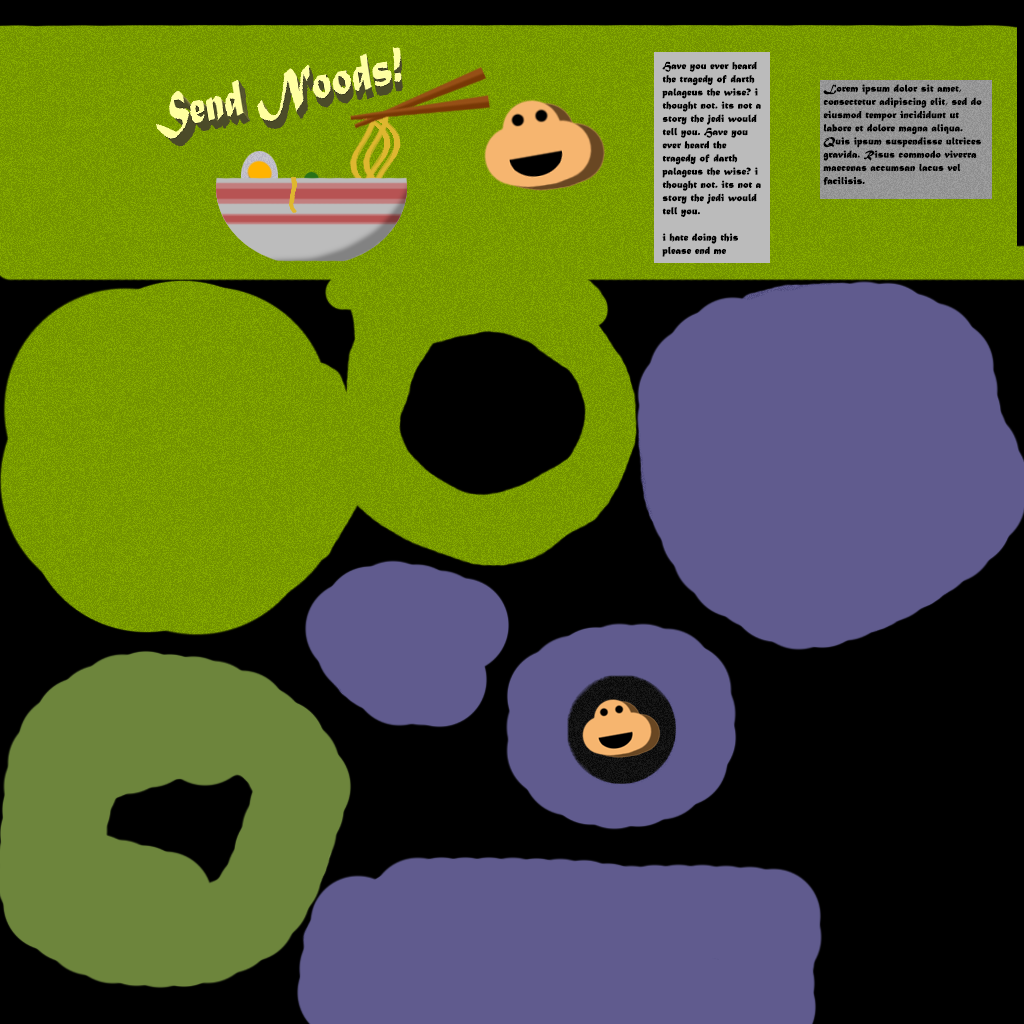 Send Noods!
Have you ever heard
the tragedy of darth
palageus the wise? i
thought not. its not a
story the jedi would
tell you. Have you
ever heard the
tragedy of darth
palageus the wise? i
thought not. its not a
story the jedi would
tell you.
i hate doing this
please end me
Lorem ipsum dolor sit amet,
consectetur adipiscing elit, sed do
eiusmod tempor incididunt ut
labore et dolore magna aliqua.
Quis ipsum suspendisse ultrices
gravida. Risus commodo viverra
maecenas accumsan lacus vel
facilisis.